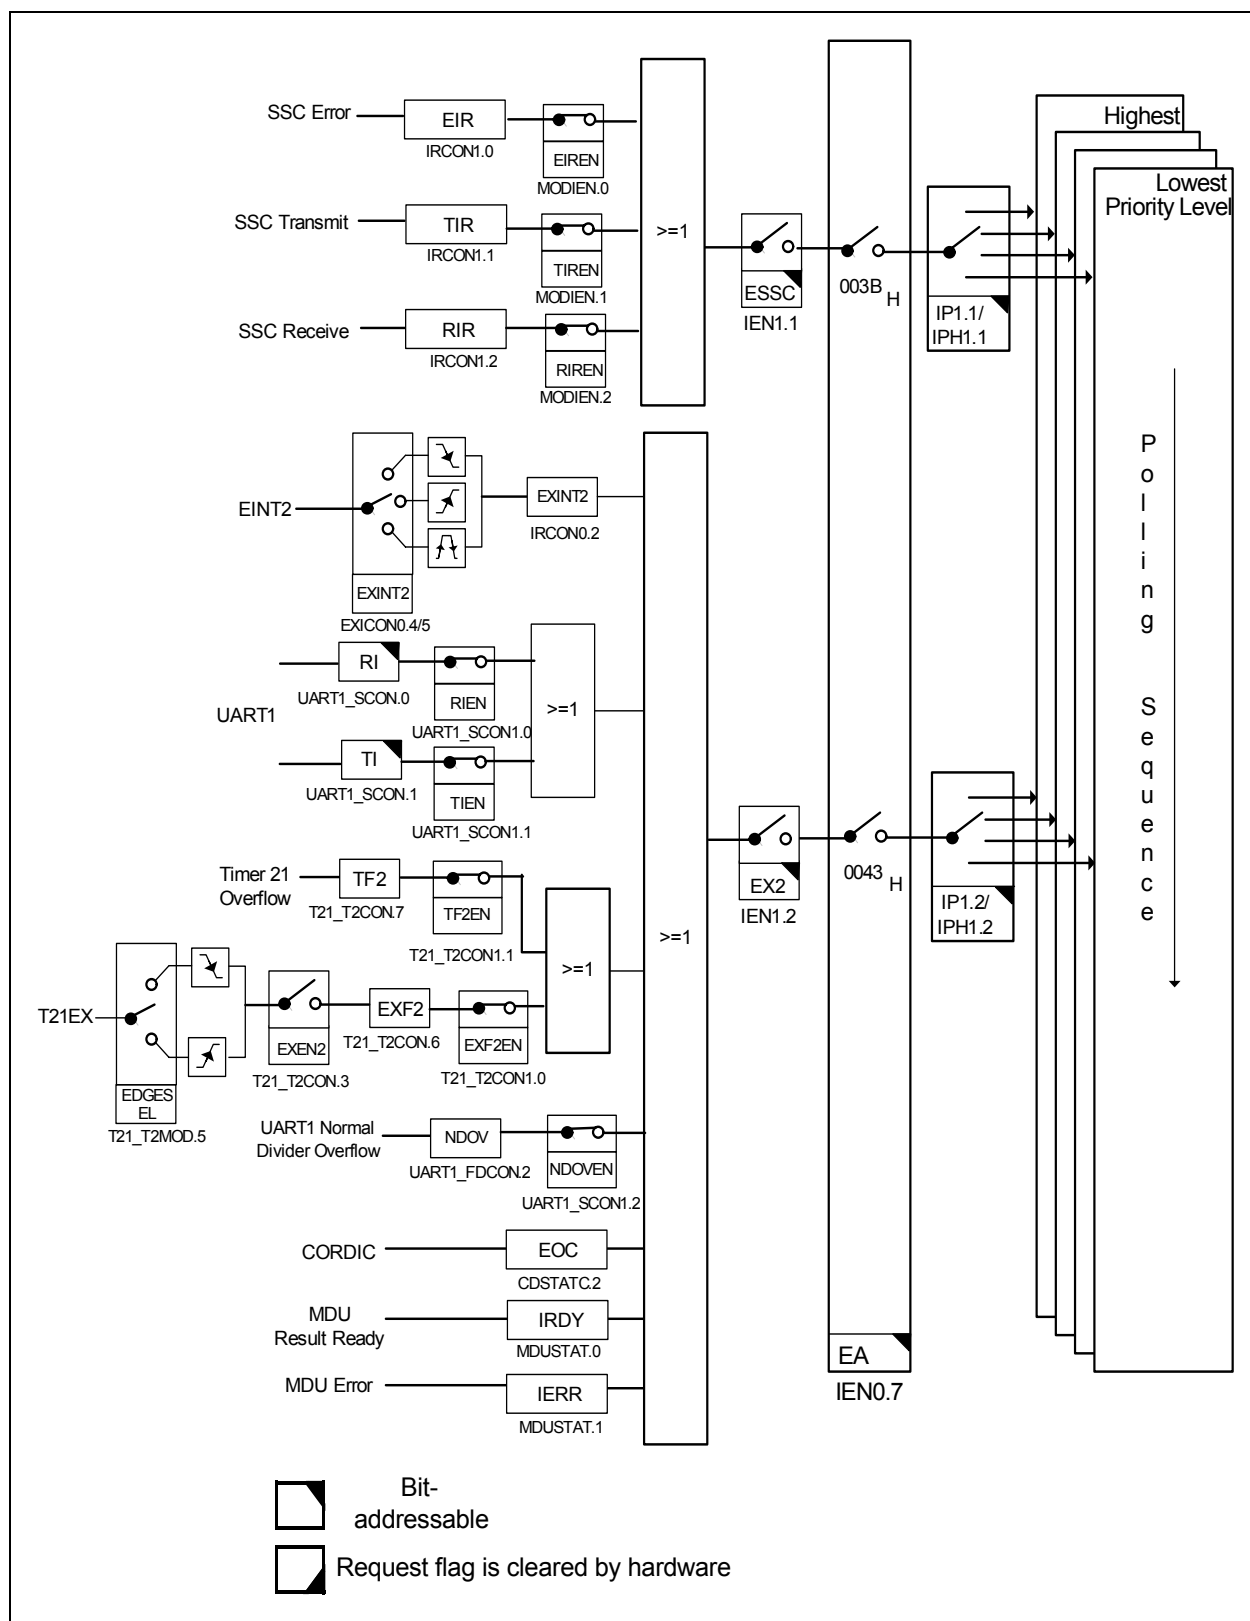 Highest
Lowest
Priority Level
SSC Error
EIR
IRCON1.0
EIREN
MODIEN.0
SSC Transmit
TIR
IRCON1.1
TIREN
MODIEN.1
SSC Receive
RIR
IRCON1.2
RIREN
MODIEN.2
>=1
ESSC
IEN1.1
003B H
IP1.1/
IPH1.1
EINT2
EXINT2
EXICON0.4/5
EXINT2
IRCON0.2
UART1
RI
UART1_SCON.0
RIEN
UART1_SCON1.0
TI
UART1_SCON.1
TIEN
UART1_SCON1.1
>=1
Timer 21
Overflow
TF2
T21_T2CON.7
TF2EN
T21_T2CON1.1
T21EX
EDGES
EL
T21_T2MOD.5
EXEN2
T21_T2CON.3
EXF2
T21_T2CON.6
EXF2EN
T21_T2CON1.0
>=1
UART1 Normal
Divider Overflow
NDOV
UART1_FDCON.2
NDOVEN
UART1_SCON1.2
CORDIC
EOC
CDSTATC.2
MDU
Result Ready
IRDY
MDUSTAT.0
MDU Error
IERR
MDUSTAT.1
>=1
EX2
IEN1.2
0043 H
IP1.2/
IPH1.2
EA
IEN0.7
Polling Sequence
Bit-
addressable
Request flag is cleared by hardware